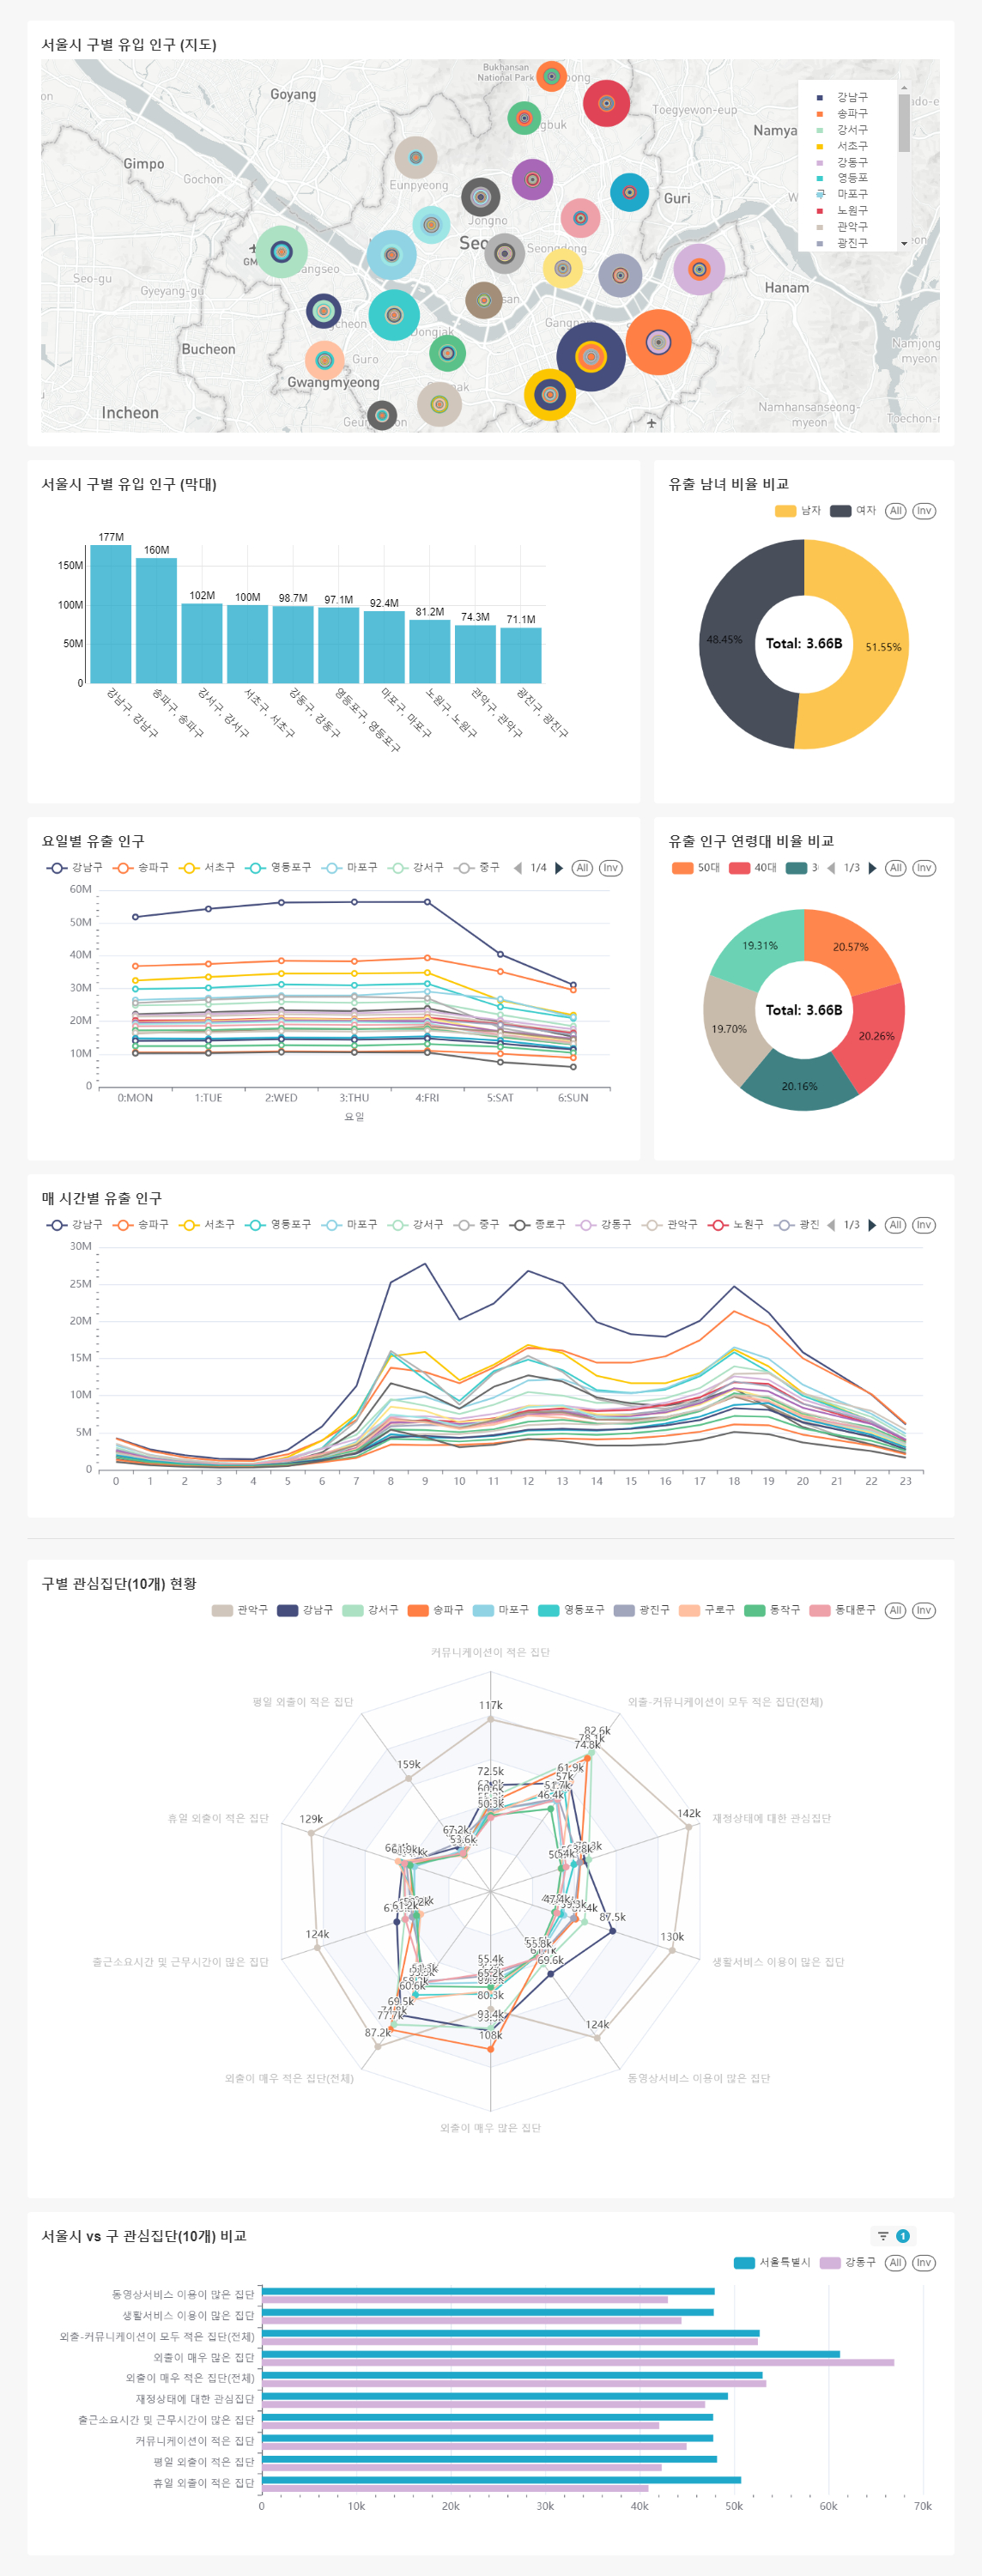 서울시 구별 유입 인구 (지도)
Bukhansan
National Park
Goyang
Toegyewon-eup
Gimpo
Gochon
Eunpyeong
Guri
Jongno
Seongdong
GM
Seo-gu
Gyeyang-gu
Hanam
Bucheon
Dongjak
Guro
Gwangmyeong
Incheon
Namhansanseong-
myeon
Namjong-
myeon
Toechon-m
강남구
송파구
강서구
서초구
강동구
영등포
구
마포구
노원구
관악구
광진구
서울시 구별 유입 인구 (막대)
177M
160M
102M
100M
98.7M
97.1M
92.4M
81.2M
74.3M
71.1M
150M
100M
50M
0
강남구, 강남구
송파구, 송파구
강서구, 강서구
서초구, 서초구
강동구, 강동구
영등포구, 영등포구
마포구, 마포구
노원구, 노원구
관악구, 관악구
광진구, 광진구
유출 남녀 비율 비교
남자 여자 All Inv
48.45%
Total: 3.66B
51.55%
요일별 유출 인구
강남구 송파구 서초구 영등포구 마포구 강서구 중구 1/4 All Inv
60M
50M
40M
30M
20M
10M
0
0:MON 1:TUE 2:WED 3:THU 4:FRI 5:SAT 6:SUN
요일
유출 인구 연령대 비율 비교
50대 40대 1/3 All Inv
19.31%
20.57%
Total: 3.66B
19.70%
20.26%
20.16%
매 시간별 유출 인구
강남구 송파구 서초구 영등포구 마포구 강서구 중구 종로구 강동구 관악구 노원구 광진 1/3 All Inv
30M
25M
20M
15M
10M
5M
0
0 1 2 3 4 5 6 7 8 9 10 11 12 13 14 15 16 17 18 19 20 21 22 23
구별 관심집단(10개) 현황
관악구 강남구 강서구 송파구 마포구 영등포구 광진구 구로구 동작구 동대문구 All Inv
커뮤니케이션이 적은 집단
평일 외출이 적은 집단
외출-커뮤니케이션이 모두 적은 집단(전체)
117k
82.6k
74.8k
159k
72.5k
61.9k
57k
46.4k
50.3k
휴일 외출이 적은 집단
129k
142k
재정상태에 대한 관심집단
67.2k
53.6k
87.5k
124k
130k
출근소요시간 및 근무시간이 많은 집단
생활서비스 이용이 많은 집단
55.4k
55.8k
69.6k
65.2k
60.6k
80.3k
69.5k
93.4k
77.7k
108k
87.2k
124k
외출이 매우 적은 집단(전체)
동영상서비스 이용이 많은 집단
외출이 매우 많은 집단
서울시 vs 구 관심집단(10개) 비교
1
서울특별시 강동구 All Inv
동영상서비스 이용이 많은 집단
생활서비스 이용이 많은 집단
외출-커뮤니케이션이 모두 적은 집단(전체)
외출이 매우 많은 집단
외출이 매우 적은 집단(전체)
재정상태에 대한 관심집단
출근소요시간 및 근무시간이 많은 집단
커뮤니케이션이 적은 집단
평일 외출이 적은 집단
휴일 외출이 적은 집단
0 10k 20k 30k 40k 50k 60k 70k